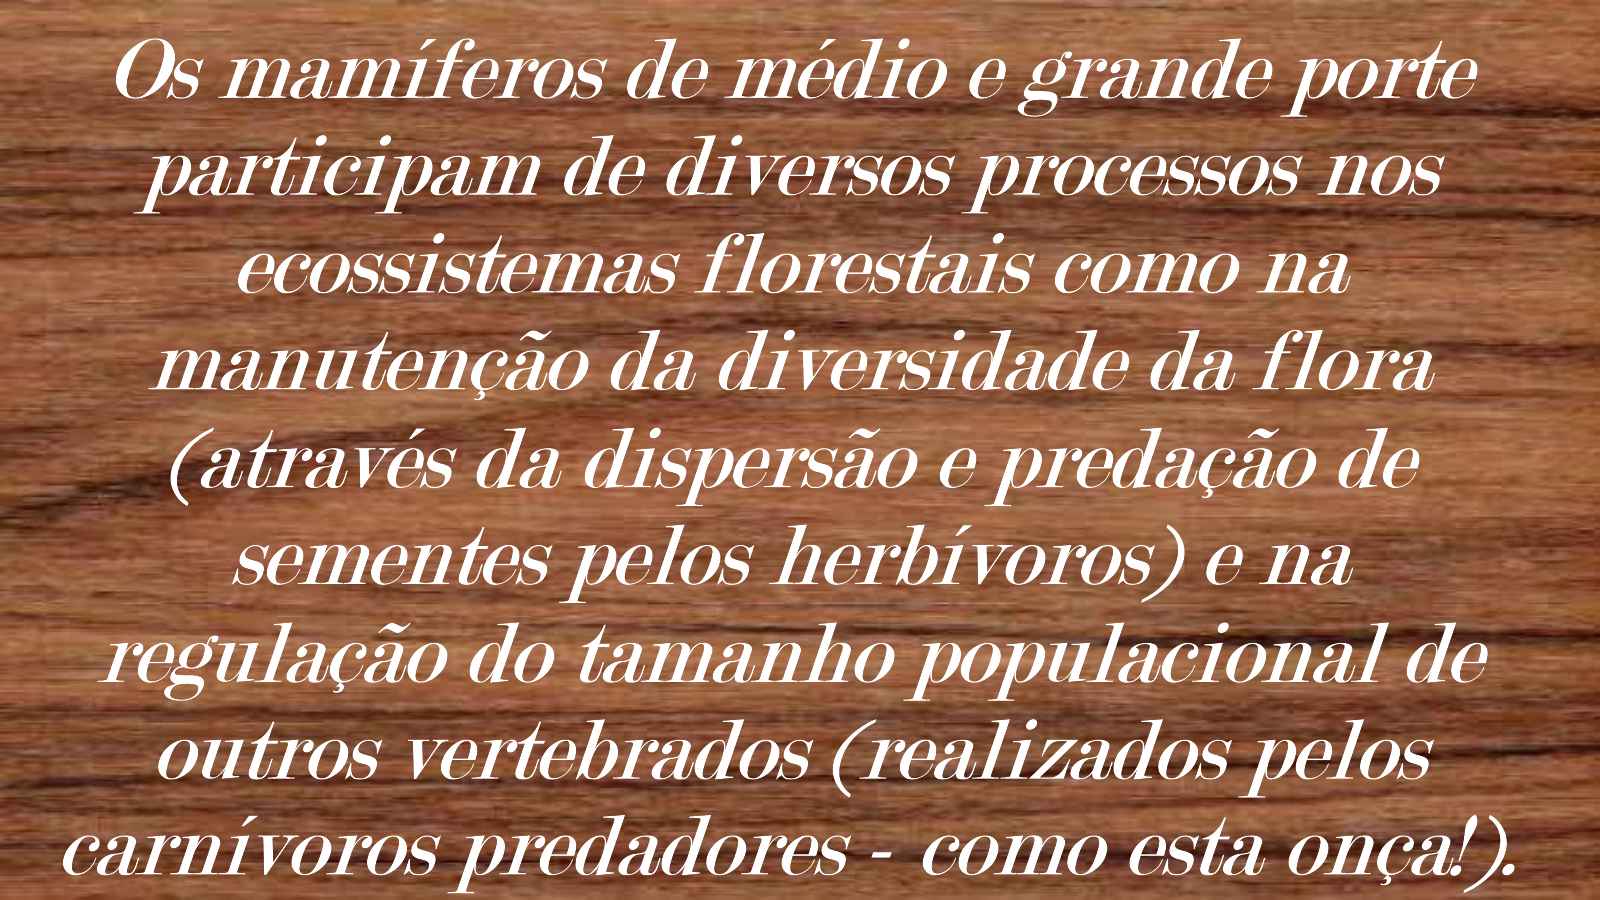 Os mamíferos de médio e grande porte
participam de diversos processos nos
ecossistemas florestais como na
manutenção da diversidade da flora
(através da dispersão e predação de
sementes pelos herbívoros) e na
regulação do tamanho populacional de
outros vertebrados (realizados pelos
carnívoros predadores - como esta onça!).